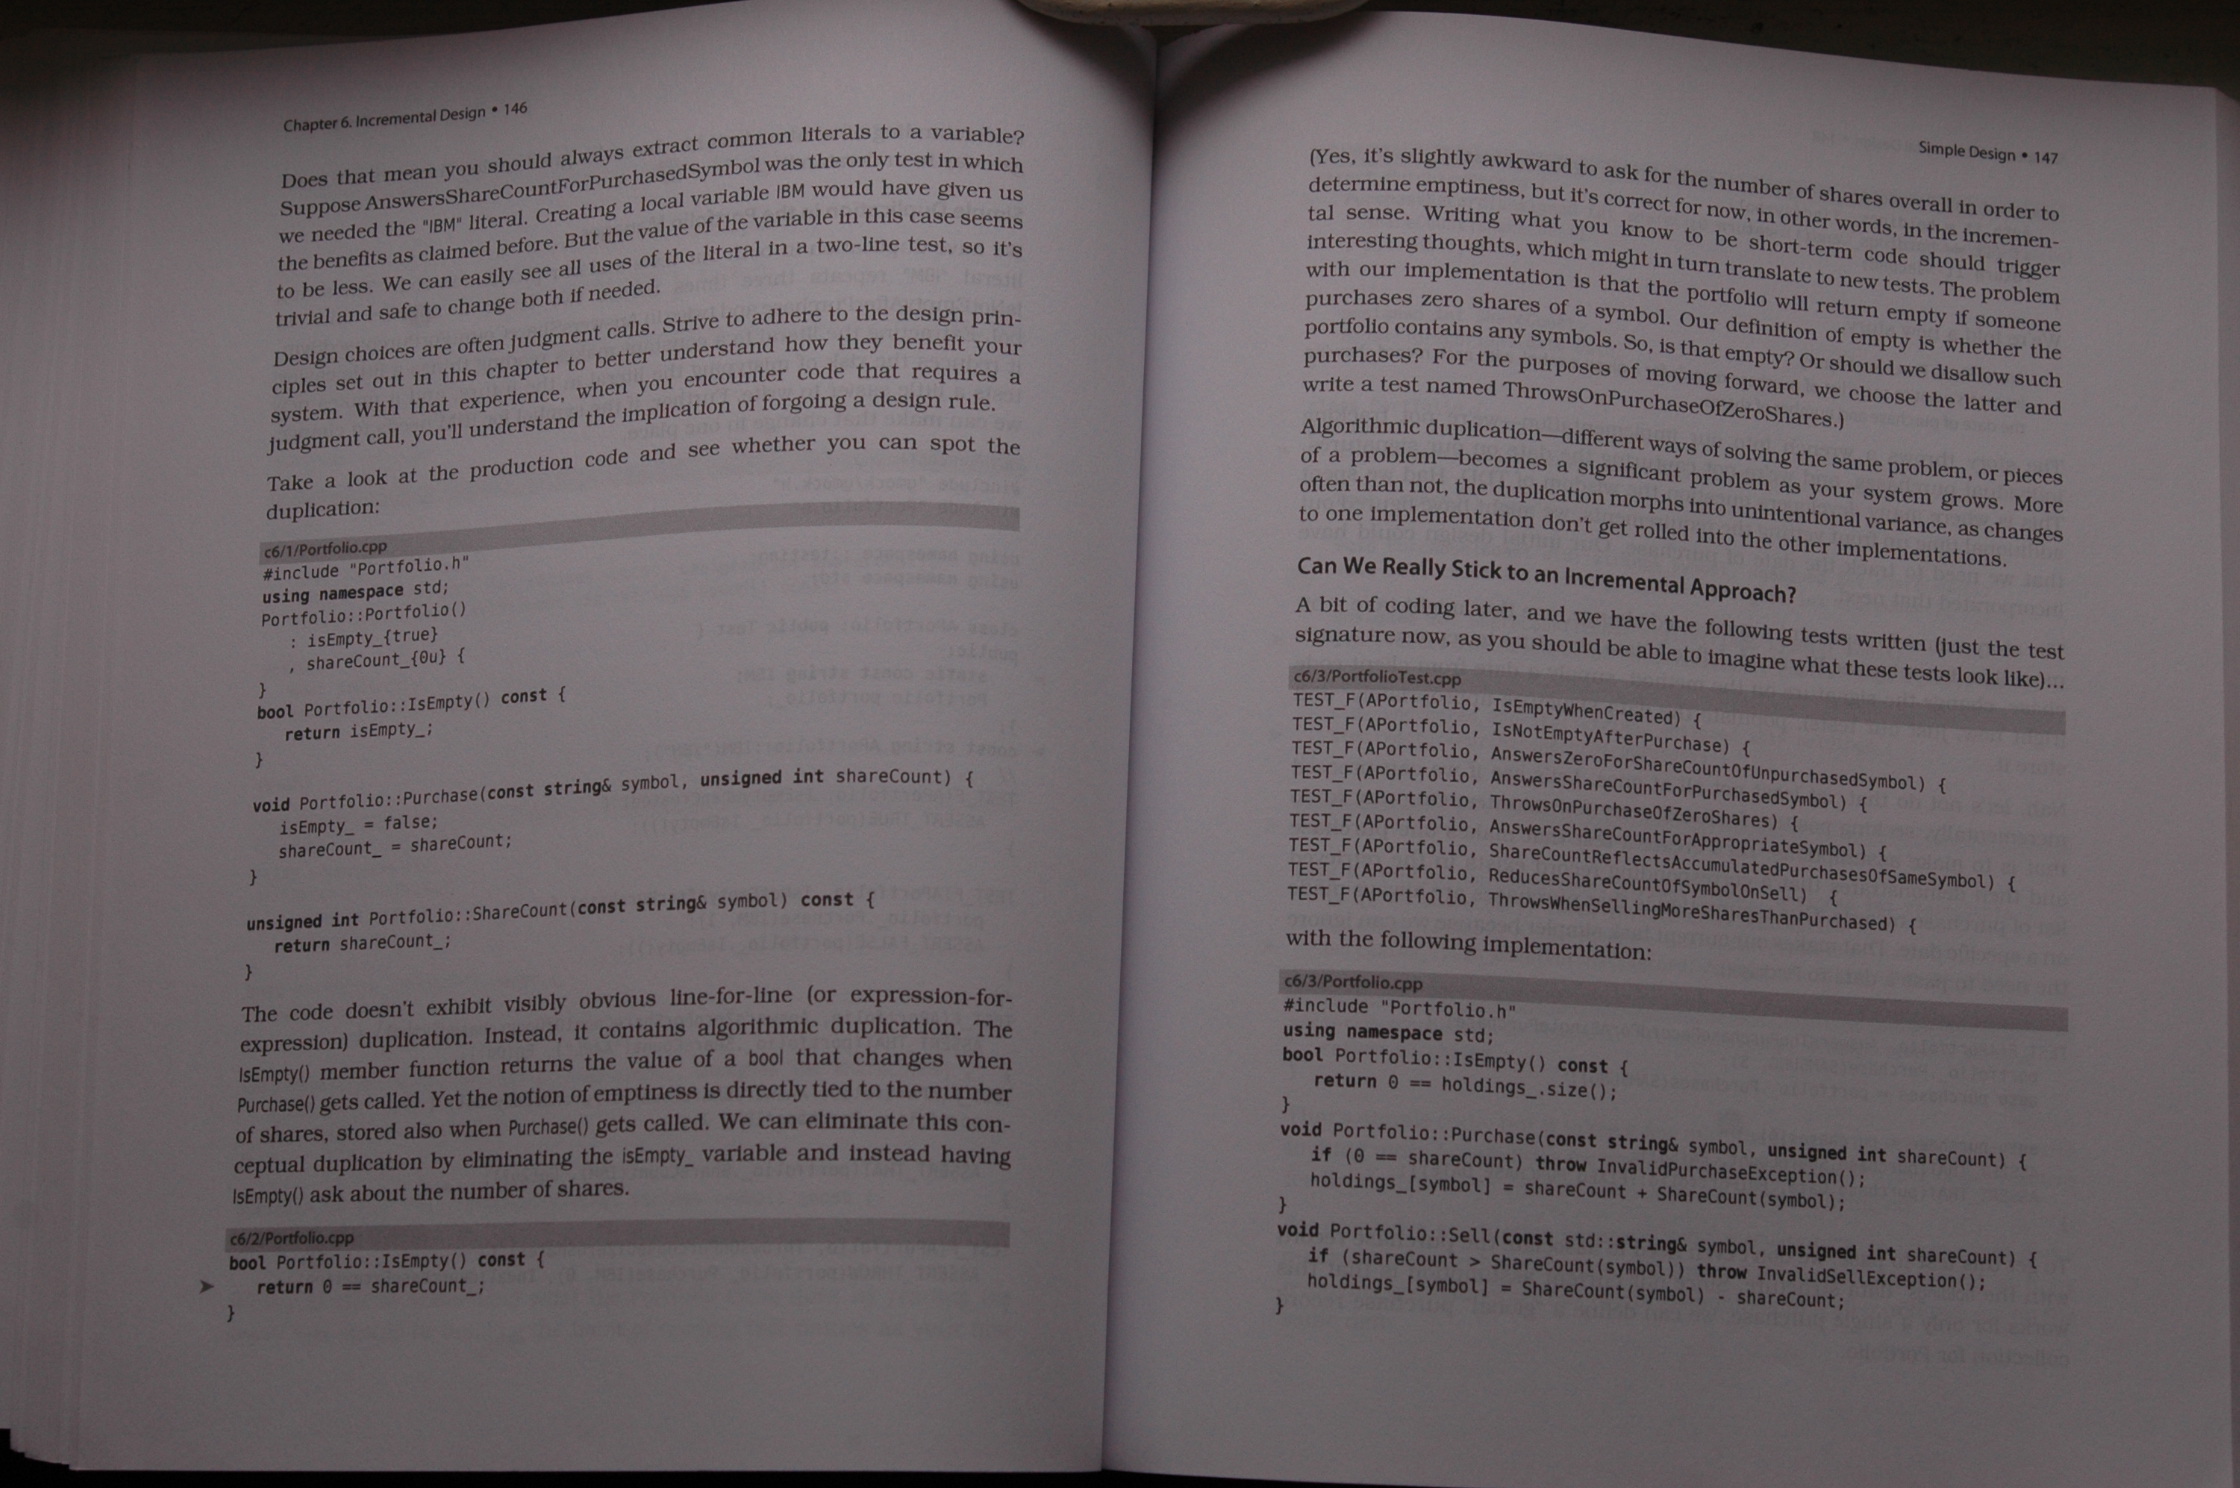 Chapter 6. Incremental Design • 146
Does that mean you should always extract common literals to a variable?
Suppose AnswersShareCountForPurchasedSymbol was the only test in which
we needed the "IBM" literal. Creating a local variable IBM would have given us
the benefits as claimed before. But the value of the variable in this case seems
to be less. We can easily see all uses of the literal in a two-line test, so it's
trivial and safe to change both if needed.
Design choices are often judgment calls. Strive to adhere to the design prin-
ciples set out in this chapter to better understand how they benefit your
system. With that experience, when you encounter code that requires a
judgment call, you'll understand the implication of forgoing a design rule.
Take a look at the production code and see whether you can spot the
duplication:
c6/1/Portfolio.cpp
#include "Portfolio.h"
using namespace std;
Portfolio::Portfolio()
   : isEmpty_{true}
   , shareCount_{0u} {
}
bool Portfolio::IsEmpty() const {
   return isEmpty_;
}
void Portfolio::Purchase(const string& symbol, unsigned int shareCount) {
   isEmpty_ = false;
   shareCount_ = shareCount;
}
unsigned int Portfolio::ShareCount(const string& symbol) const {
   return shareCount_;
}
The code doesn't exhibit visibly obvious line-for-line (or expression-for-
expression) duplication. Instead, it contains algorithmic duplication. The
IsEmpty() member function returns the value of a bool that changes when
Purchase() gets called. Yet the notion of emptiness is directly tied to the number
of shares, stored also when Purchase() gets called. We can eliminate this con-
ceptual duplication by eliminating the isEmpty_ variable and instead having
IsEmpty() ask about the number of shares.
c6/2/Portfolio.cpp
bool Portfolio::IsEmpty() const {
➤   return 0 == shareCount_;
}
Simple Design • 147
(Yes, it's slightly awkward to ask for the number of shares overall in order to
determine emptiness, but it's correct for now, in other words, in the incremen-
tal sense. Writing what you know to be short-term code should trigger
interesting thoughts, which might in turn translate to new tests. The problem
with our implementation is that the portfolio will return empty if someone
purchases zero shares of a symbol. Our definition of empty is whether the
portfolio contains any symbols. So, is that empty? Or should we disallow such
purchases? For the purposes of moving forward, we choose the latter and
write a test named ThrowsOnPurchaseOfZeroShares.)
Algorithmic duplication—different ways of solving the same problem, or pieces
of a problem—becomes a significant problem as your system grows. More
often than not, the duplication morphs into unintentional variance, as changes
to one implementation don't get rolled into the other implementations.
Can We Really Stick to an Incremental Approach?
A bit of coding later, and we have the following tests written (just the test
signature now, as you should be able to imagine what these tests look like)...
c6/3/PortfolioTest.cpp
TEST_F(APortfolio, IsEmptyWhenCreated) {
TEST_F(APortfolio, IsNotEmptyAfterPurchase) {
TEST_F(APortfolio, AnswersZeroForShareCountOfUnpurchasedSymbol) {
TEST_F(APortfolio, AnswersShareCountForPurchasedSymbol) {
TEST_F(APortfolio, ThrowsOnPurchaseOfZeroShares) {
TEST_F(APortfolio, AnswersShareCountForAppropriateSymbol) {
TEST_F(APortfolio, ShareCountReflectsAccumulatedPurchasesOfSameSymbol) {
TEST_F(APortfolio, ReducesShareCountOfSymbolOnSell)  {
TEST_F(APortfolio, ThrowsWhenSellingMoreSharesThanPurchased) {
with the following implementation:
c6/3/Portfolio.cpp
#include "Portfolio.h"
using namespace std;
bool Portfolio::IsEmpty() const {
   return 0 == holdings_.size();
}
void Portfolio::Purchase(const string& symbol, unsigned int shareCount) {
   if (0 == shareCount) throw InvalidPurchaseException();
   holdings_[symbol] = shareCount + ShareCount(symbol);
}
void Portfolio::Sell(const std::string& symbol, unsigned int shareCount) {
   if (shareCount > ShareCount(symbol)) throw InvalidSellException();
   holdings_[symbol] = ShareCount(symbol) - shareCount;
}